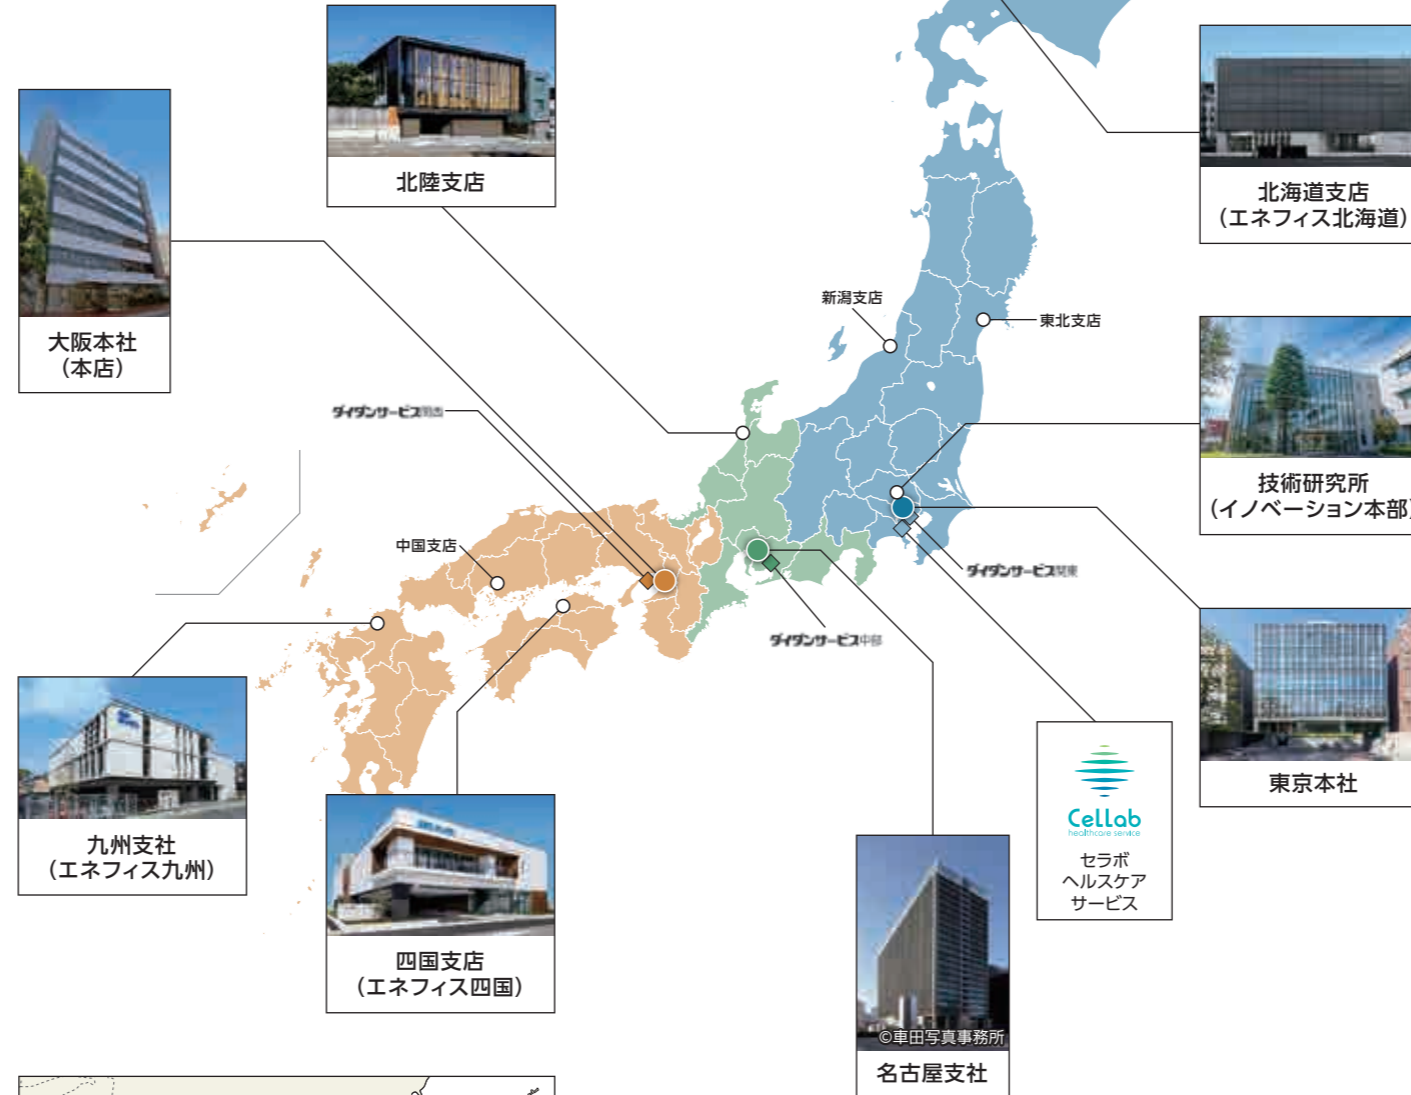 北陸支店
北海道支店
（エネフィス北海道）
大阪本社
（本店）
新潟支店
東北支店
ダイダンサービス関西
技術研究所
（イノベーション本部）
中国支店
ダイダンサービス関東
ダイダンサービス中部
九州支社
（エネフィス九州）
四国支店
（エネフィス四国）
東京本社
Cellab
healthcare service
セラボ
ヘルスケア
サービス
©車田写真事務所
名古屋支社